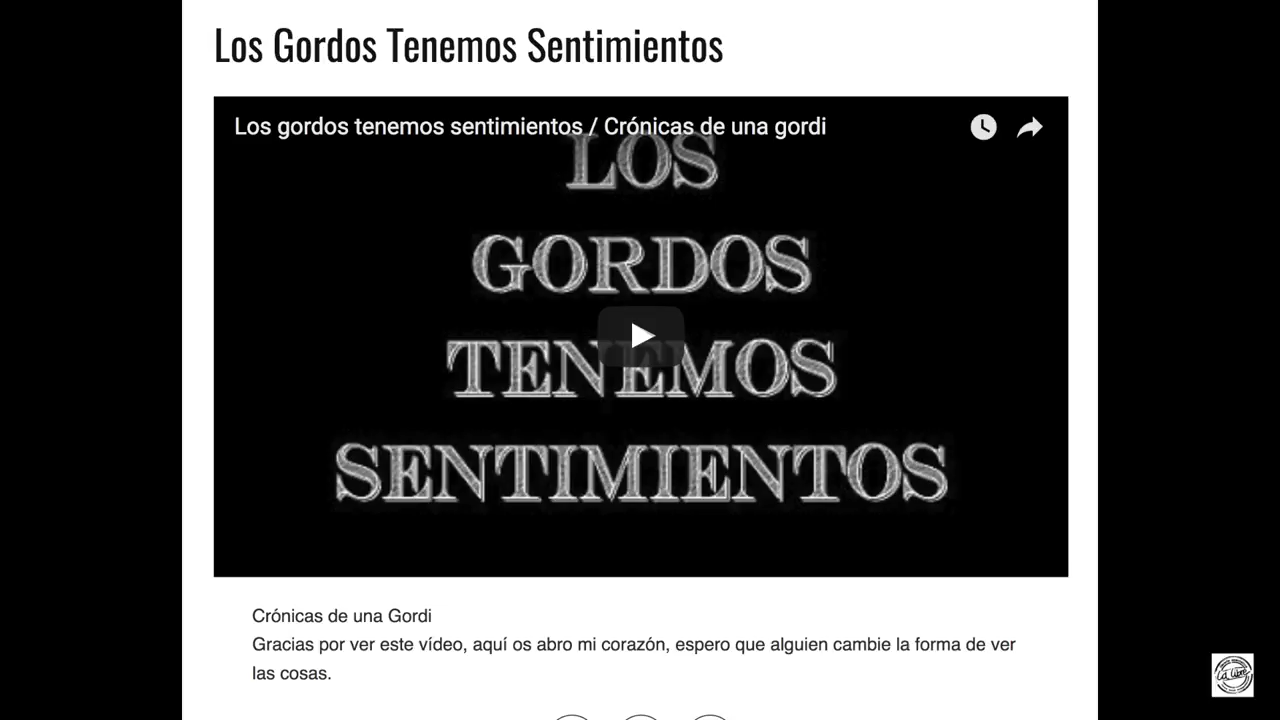 Los Gordos Tenemos Sentimientos
Los gordos tenemos sentimientos / Crónicas de una gordi
LOS
GORDOS
TENEMOS
SENTIMIENTOS
Crónicas de una Gordi
Gracias por ver este vídeo, aquí os abro mi corazón, espero que alguien cambie la forma de ver
las cosas.